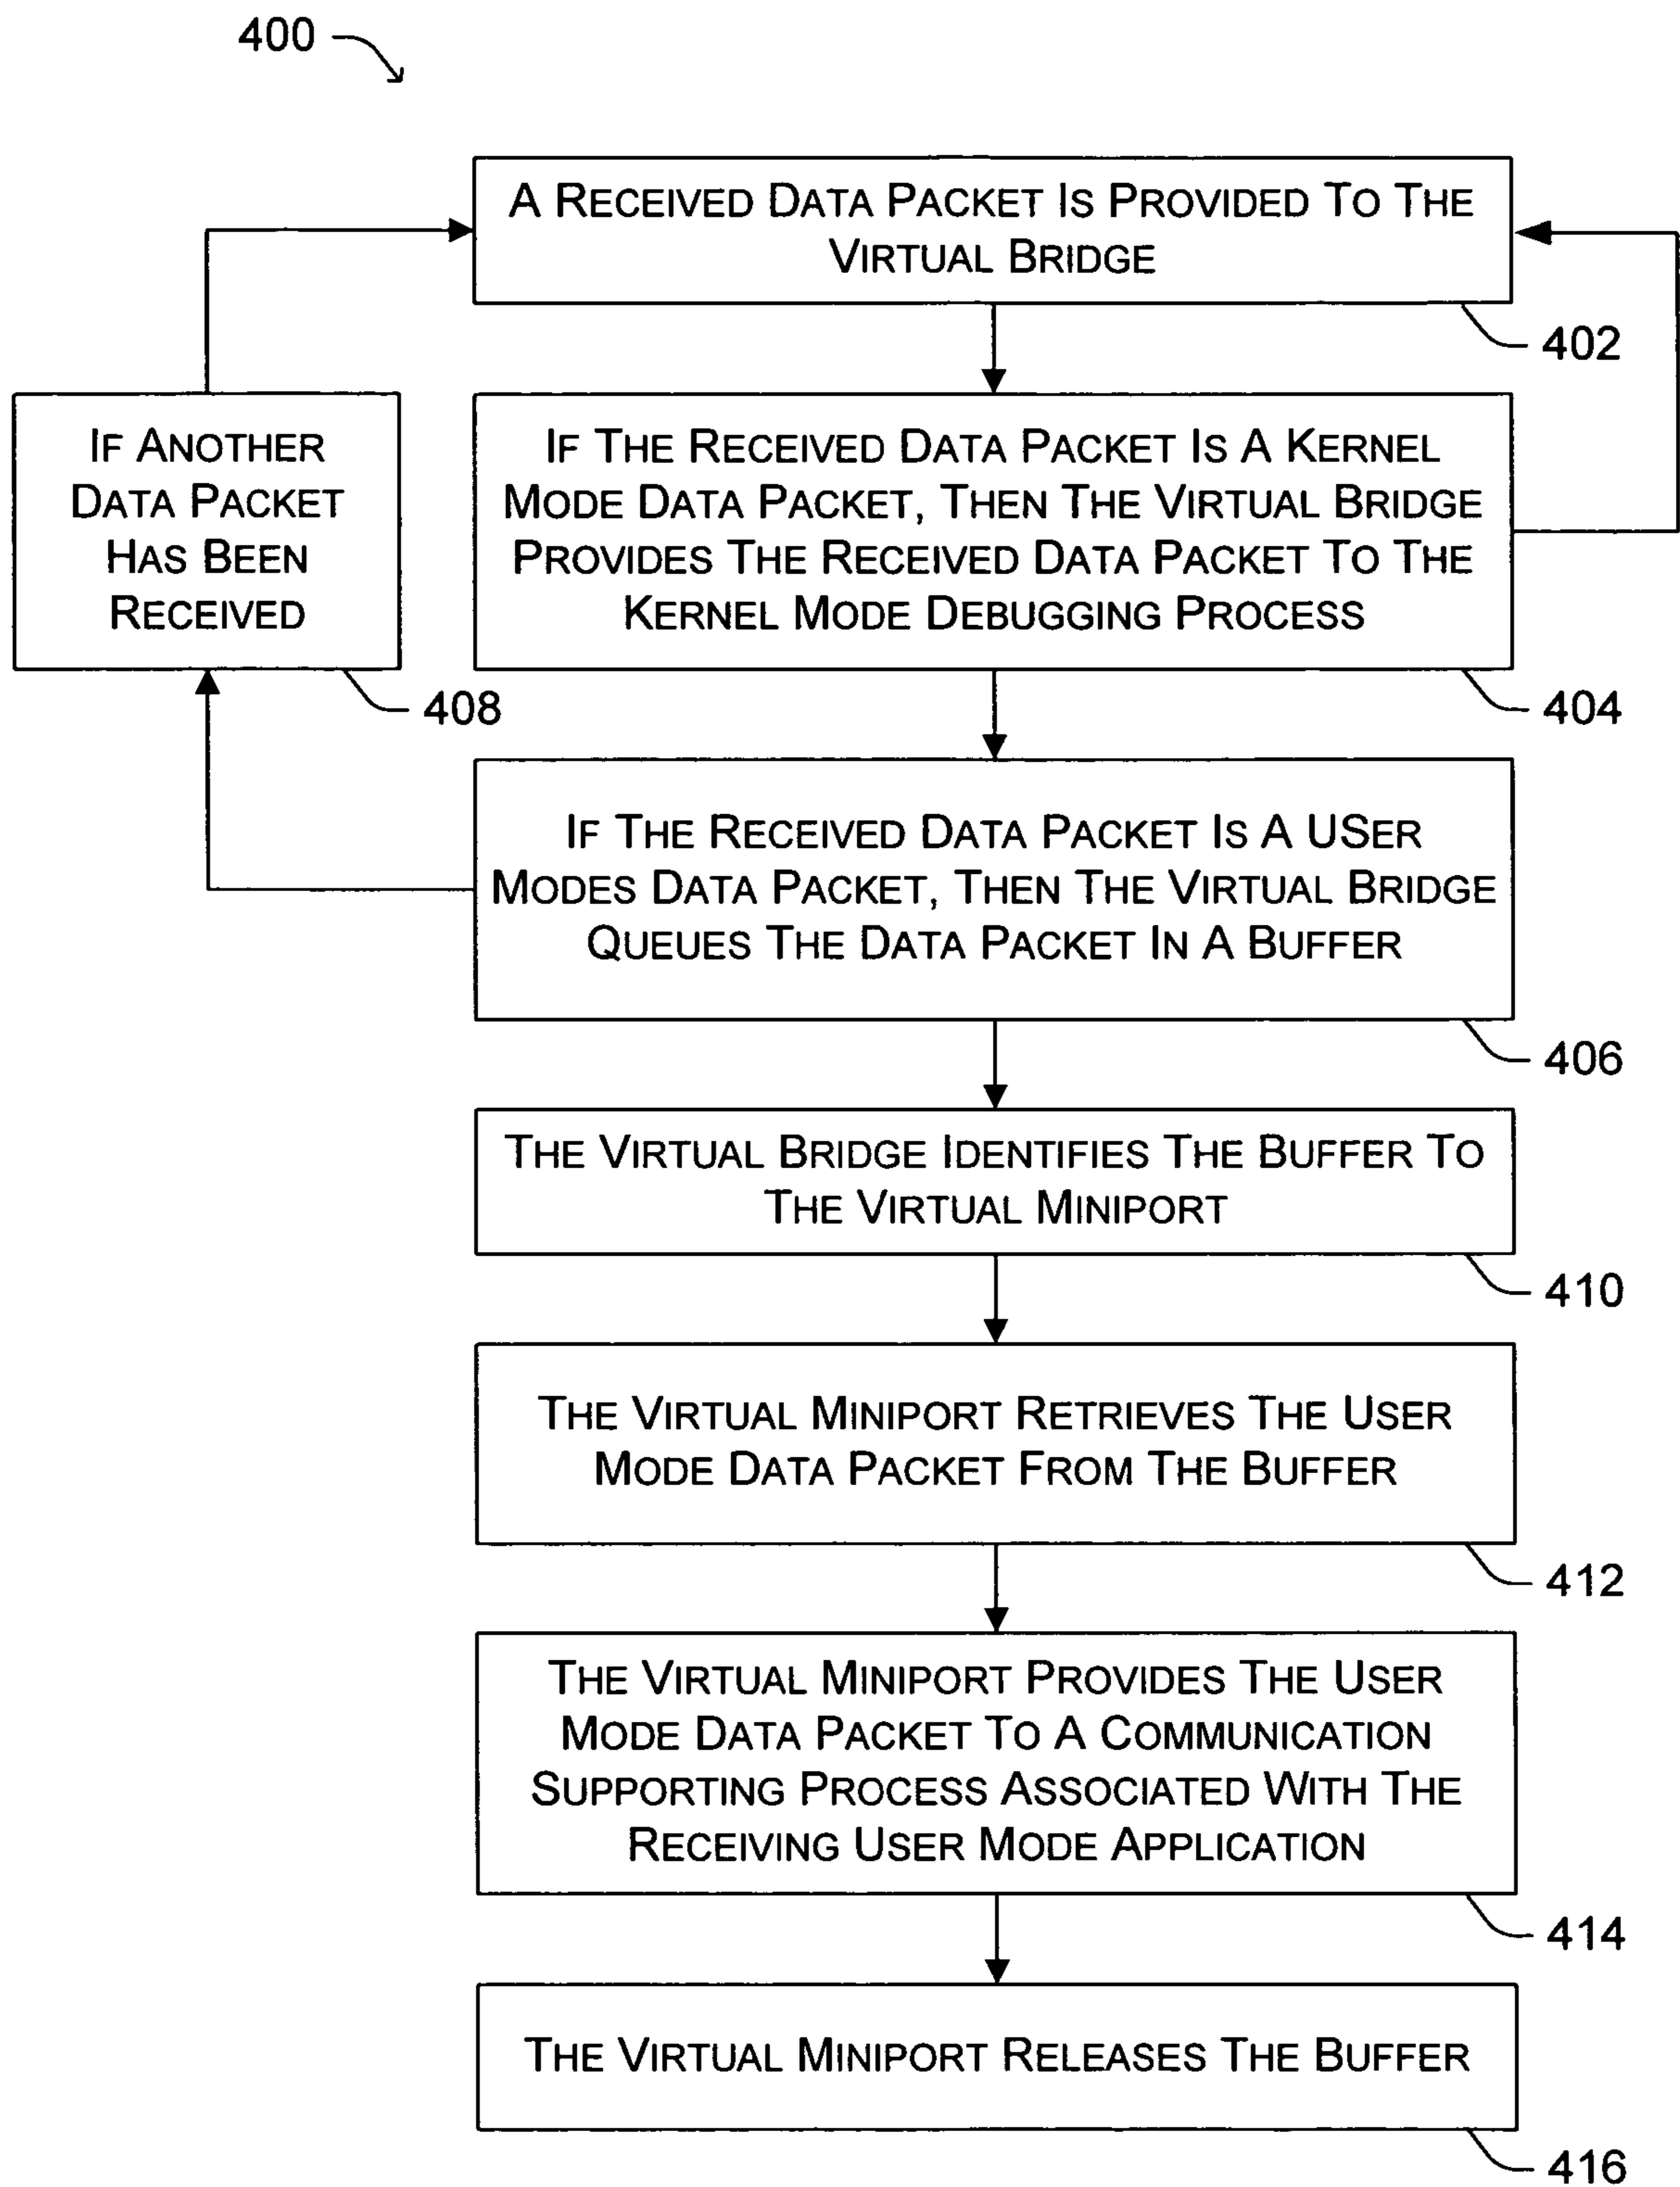 400
A RECEIVED DATA PACKET IS PROVIDED TO THE
VIRTUAL BRIDGE
402
IF THE RECEIVED DATA PACKET IS A KERNEL
MODE DATA PACKET, THEN THE VIRTUAL BRIDGE
PROVIDES THE RECEIVED DATA PACKET TO THE
KERNEL MODE DEBUGGING PROCESS
404
IF ANOTHER
DATA PACKET
HAS BEEN
RECEIVED
408
IF THE RECEIVED DATA PACKET IS A USER
MODES DATA PACKET, THEN THE VIRTUAL BRIDGE
QUEUES THE DATA PACKET IN A BUFFER
406
THE VIRTUAL BRIDGE IDENTIFIES THE BUFFER TO
THE VIRTUAL MINIPORT
410
THE VIRTUAL MINIPORT RETRIEVES THE USER
MODE DATA PACKET FROM THE BUFFER
412
THE VIRTUAL MINIPORT PROVIDES THE USER
MODE DATA PACKET TO A COMMUNICATION
SUPPORTING PROCESS ASSOCIATED WITH THE
RECEIVING USER MODE APPLICATION
414
THE VIRTUAL MINIPORT RELEASES THE BUFFER
416